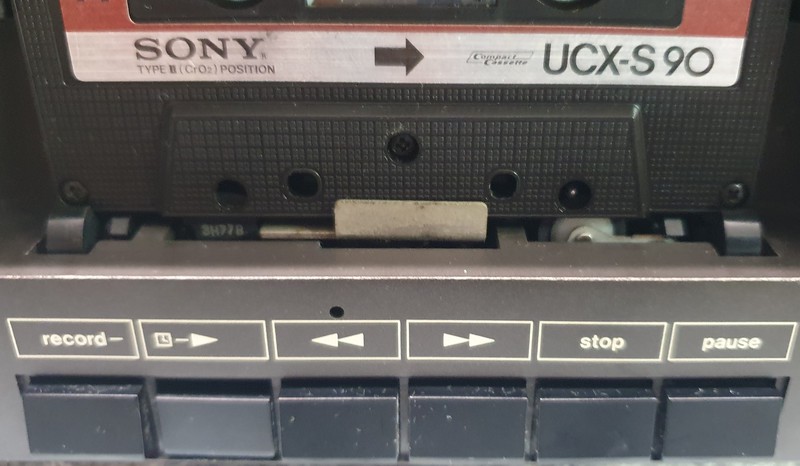 SONY
TYPE II (CrO2) POSITION
Compact
Cassette
UCX-S 90
record
stop
pause